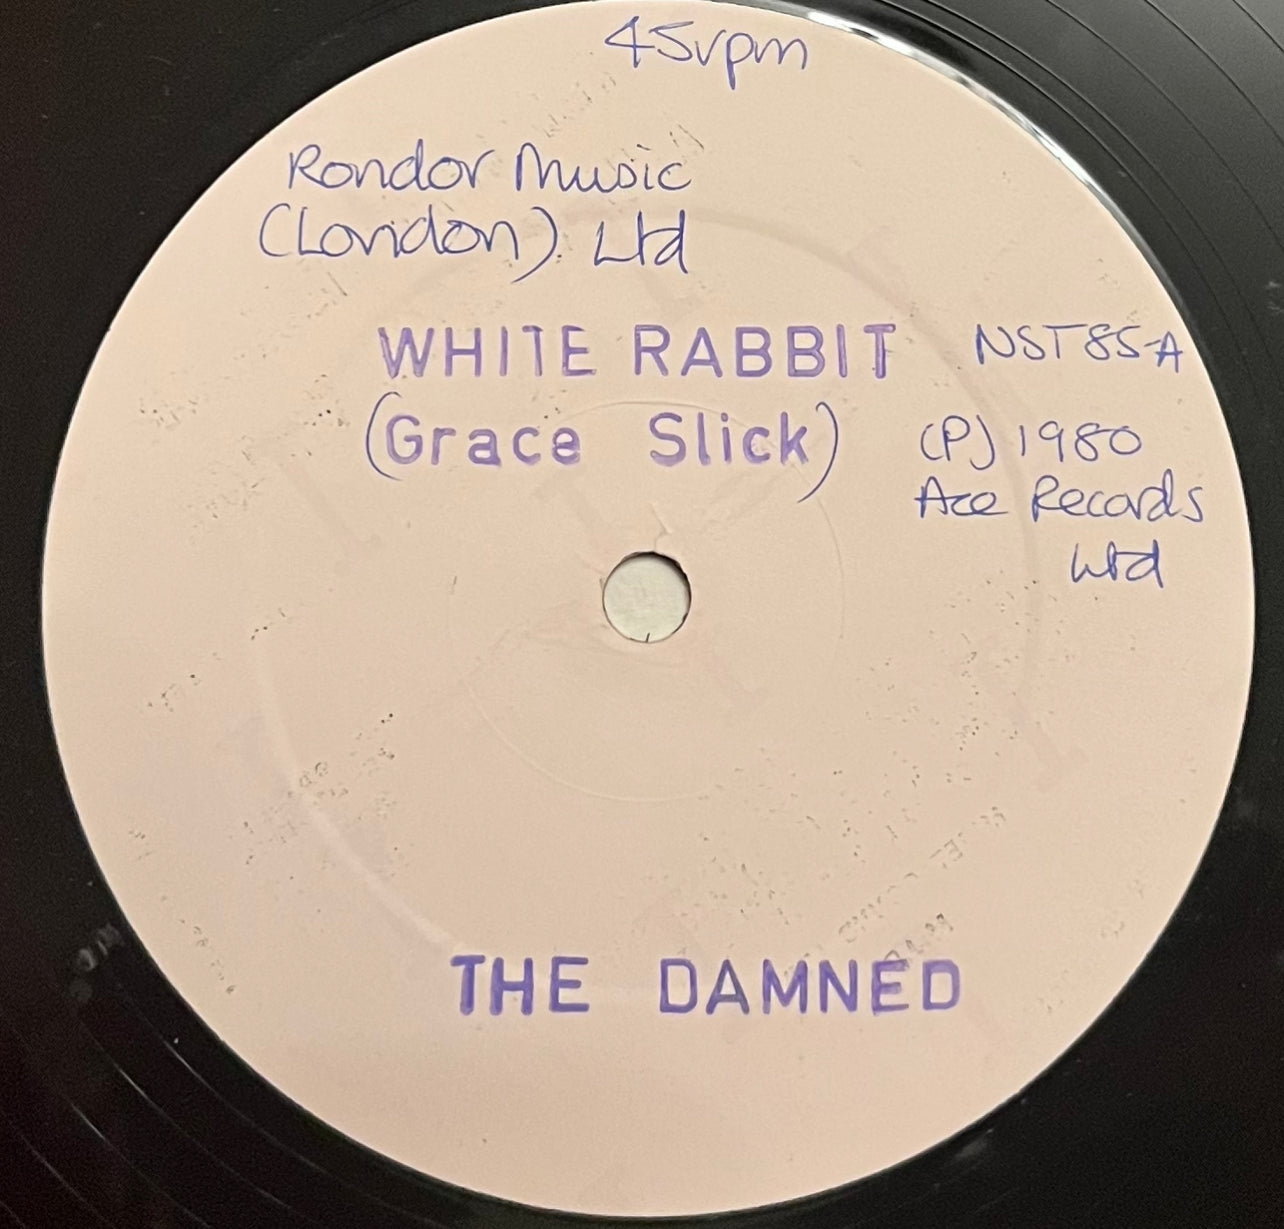 45rpm
Rondor Music
(London) Ltd
WHITE RABBIT
NST85-A
(Grace Slick)
(P) 1980
Ace Records
Ltd
THE DAMNED